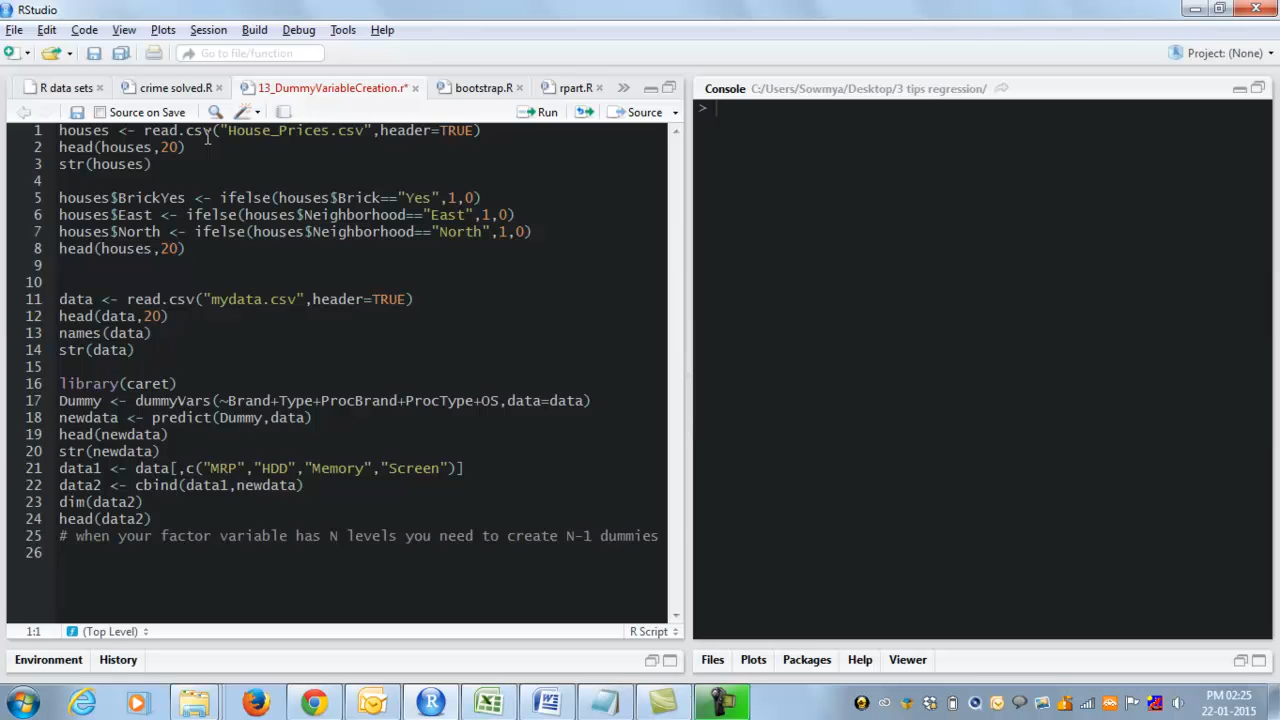 RStudio
File Edit Code View Plots Session Build Debug Tools Help
Go to file/function
Project: (None)
R data sets crime solved.R 13_DummyVariableCreation.r* bootstrap.R rpart.R
Source on Save Run Source
1 houses <- read.csv("House_Prices.csv",header=TRUE)
2 head(houses,20)
3 str(houses)
4
5 houses$BrickYes <- ifelse(houses$Brick=="Yes",1,0)
6 houses$East <- ifelse(houses$Neighborhood=="East",1,0)
7 houses$North <- ifelse(houses$Neighborhood=="North",1,0)
8 head(houses,20)
9
10
11 data <- read.csv("mydata.csv",header=TRUE)
12 head(data,20)
13 names(data)
14 str(data)
15
16 library(caret)
17 Dummy <- dummyVars(~Brand+Type+ProcBrand+ProcType+OS,data=data)
18 newdata <- predict(Dummy,data)
19 head(newdata)
20 str(newdata)
21 data1 <- data[,c("MRP","HDD","Memory","Screen")]
22 data2 <- cbind(data1,newdata)
23 dim(data2)
24 head(data2)
25 # when your factor variable has N levels you need to create N-1 dummies
26
1:1 (Top Level) R Script
Environment History
Console C:/Users/Sowmya/Desktop/3 tips regression/
>
Files Plots Packages Help Viewer
PM 02:25
22-01-2015